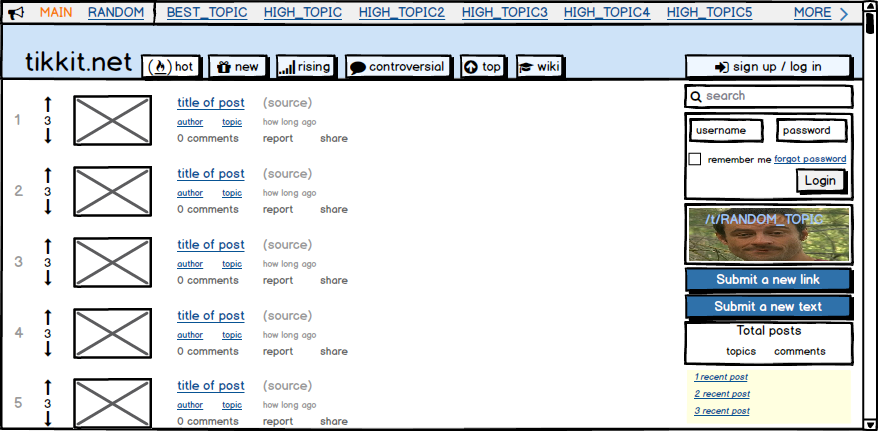 MAIN RANDOM BEST_TOPIC HIGH_TOPIC HIGH_TOPIC2 HIGH_TOPIC3 HIGH_TOPIC4 HIGH_TOPIC5 MORE
tikkit.net hot new rising controversial top wiki sign up / log in
search
username password
remember me forgot password
Login
/t/RANDOM_TOPIC
Submit a new link
Submit a new text
Total posts
topics comments
1 recent post
2 recent post
3 recent post
1 3 title of post (source)
author topic how long ago
0 comments report share
2 3 title of post (source)
author topic how long ago
0 comments report share
3 3 title of post (source)
author topic how long ago
0 comments report share
4 3 title of post (source)
author topic how long ago
0 comments report share
5 3 title of post (source)
author topic how long ago
0 comments report share